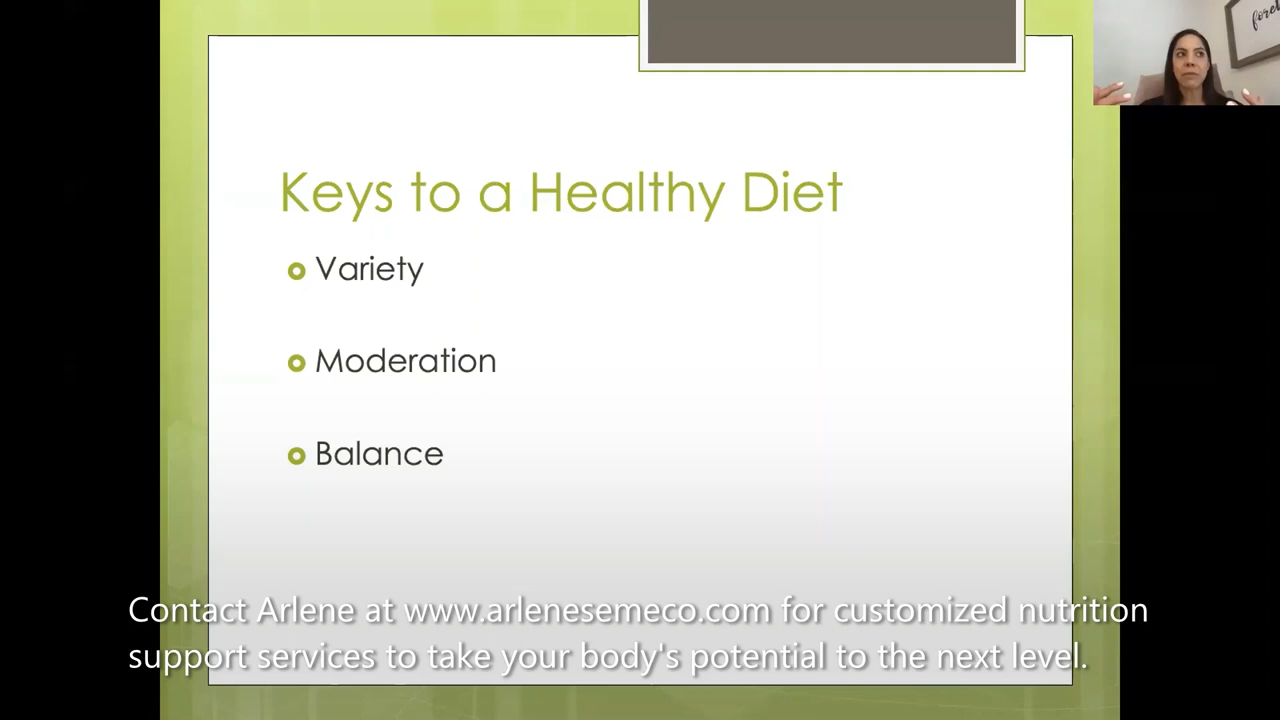 Keys to a Healthy Diet
Variety
Moderation
Balance
Contact Arlene at www.arlenesemeco.com for customized nutrition
support services to take your body's potential to the next level.